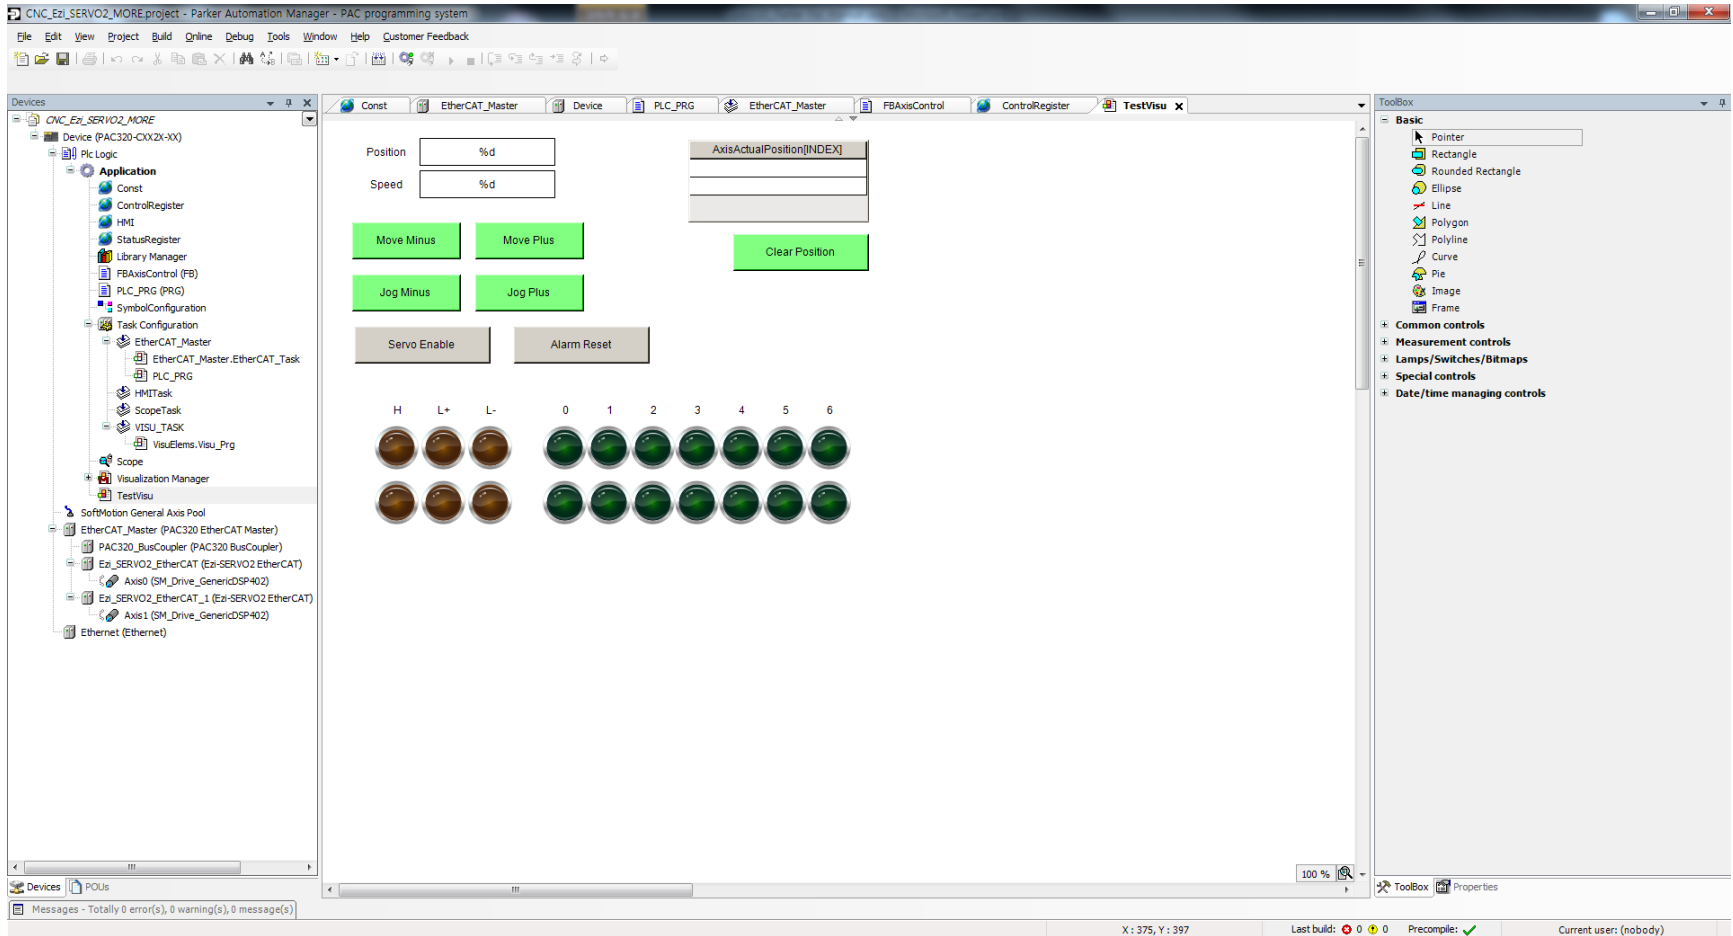 CNC_Ezi_SERVO2_MORE.project - Parker Automation Manager - PAC programming system
File Edit View Project Build Online Debug Tools Window Help Customer Feedback
Devices
CNC_Ezi_SERVO2_MORE
Device (PAC320-CXX2X-XX)
Plc Logic
Application
Const
ControlRegister
HMI
StatusRegister
Library Manager
FBAxisControl (FB)
PLC_PRG (PRG)
SymbolConfiguration
Task Configuration
EtherCAT_Master
EtherCAT_Master.EtherCAT_Task
PLC_PRG
HMITask
ScopeTask
VISU_TASK
VisuElems.Visu_Prg
Scope
Visualization Manager
TestVisu
SoftMotion General Axis Pool
EtherCAT_Master (PAC320 EtherCAT Master)
PAC320_BusCoupler (PAC320 BusCoupler)
Ezi_SERVO2_EtherCAT (Ezi-SERVO2 EtherCAT)
Axis0 (SM_Drive_GenericDSP402)
Ezi_SERVO2_EtherCAT_1 (Ezi-SERVO2 EtherCAT)
Axis1 (SM_Drive_GenericDSP402)
Ethernet (Ethernet)
Devices POUs
Const EtherCAT_Master Device PLC_PRG EtherCAT_Master FBAxisControl ControlRegister TestVisu
Position %d
Speed %d
AxisActualPosition[INDEX]
Move Minus Move Plus
Clear Position
Jog Minus Jog Plus
Servo Enable Alarm Reset
H L+ L- 0 1 2 3 4 5 6
100 %
ToolBox
Basic
Pointer
Rectangle
Rounded Rectangle
Ellipse
Line
Polygon
Polyline
Curve
Pie
Image
Frame
Common controls
Measurement controls
Lamps/Switches/Bitmaps
Special controls
Date/time managing controls
ToolBox Properties
Messages - Totally 0 error(s), 0 warning(s), 0 message(s)
X : 375, Y : 397 Last build: 0 0 Precompile: Current user: (nobody)